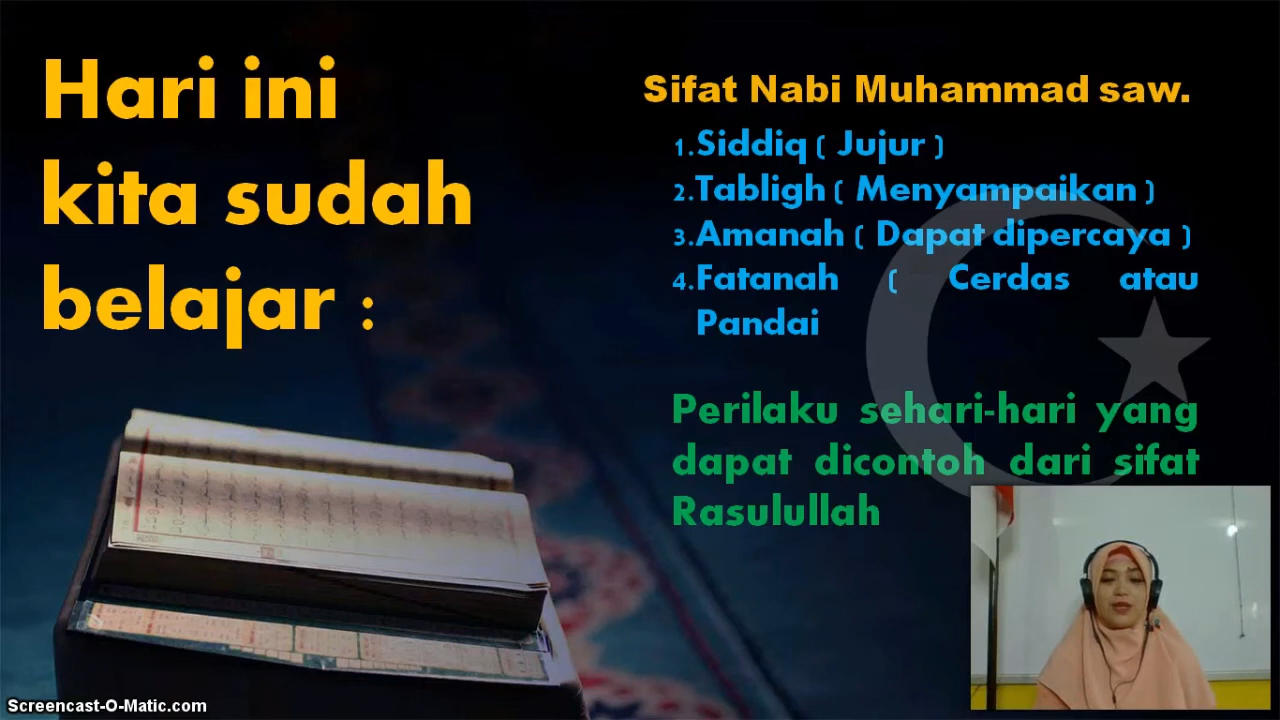 Hari ini
kita sudah
belajar :
Sifat Nabi Muhammad saw.
1.Siddiq ( Jujur )
2.Tabligh ( Menyampaikan )
3.Amanah ( Dapat dipercaya )
4.Fatanah ( Cerdas atau
Pandai
Perilaku sehari-hari yang
dapat dicontoh dari sifat
Rasulullah
Screencast-O-Matic.com